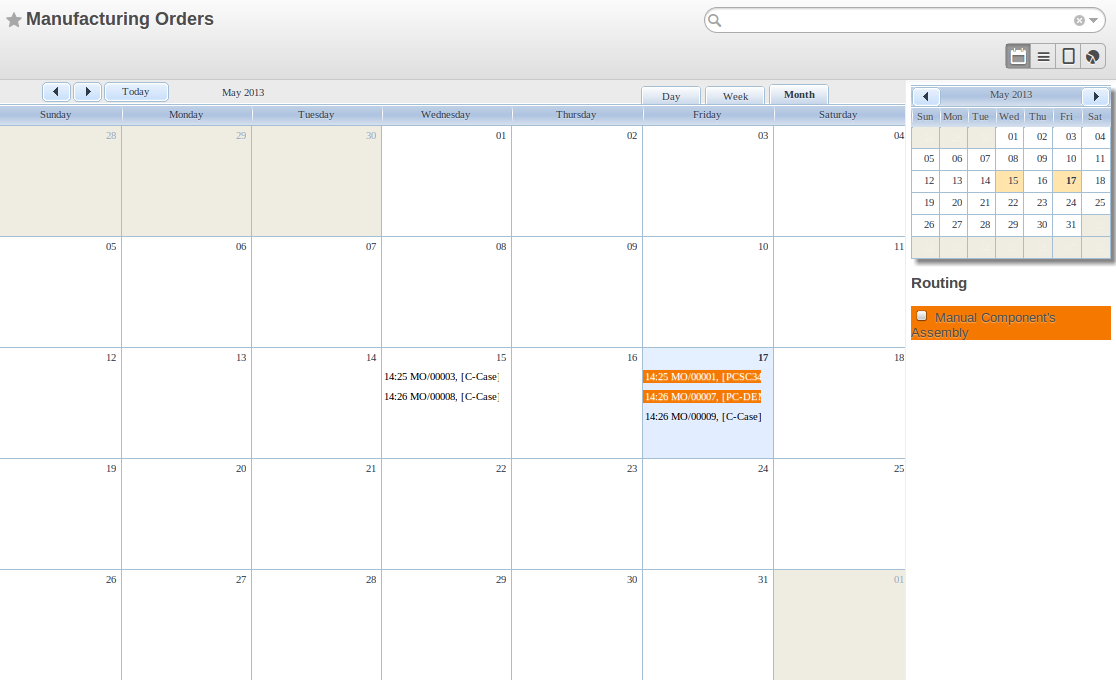 Manufacturing Orders
Today
May 2013
Day
Week
Month
Sunday Monday Tuesday Wednesday Thursday Friday Saturday
28 29 30 01 02 03 04
05 06 07 08 09 10 11
12 13 14 15 16 17 18
14:25 MO/00003, [C-Case]
14:26 MO/00008, [C-Case]
14:25 MO/00001, [PCSC34
14:26 MO/00007, [PC-DEM
14:26 MO/00009, [C-Case]
19 20 21 22 23 24 25
26 27 28 29 30 31 01
May 2013
Sun Mon Tue Wed Thu Fri Sat
01 02 03 04
05 06 07 08 09 10 11
12 13 14 15 16 17 18
19 20 21 22 23 24 25
26 27 28 29 30 31
Routing
Manual Component's
Assembly